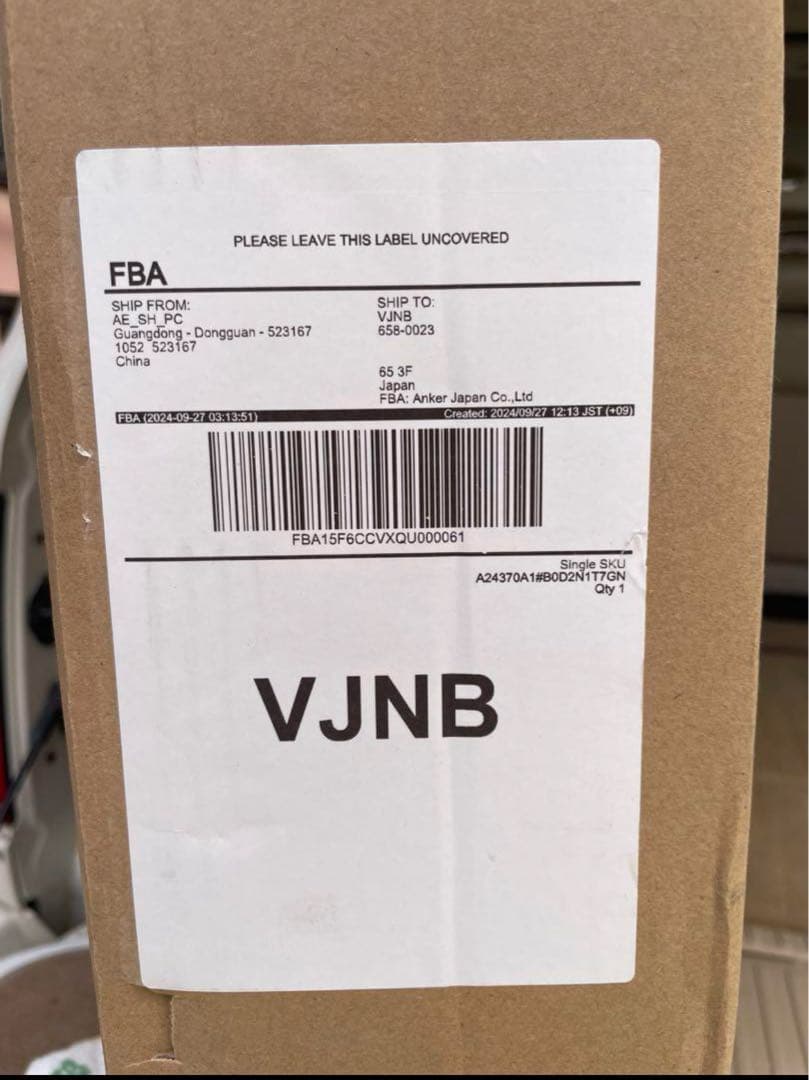 PLEASE LEAVE THIS LABEL UNCOVERED
FBA
SHIP FROM:
AE_SH_PC
Guangdong - Dongguan - 523167
1052 523167
China
SHIP TO:
VJNB
658-0023
65 3F
Japan
FBA: Anker Japan Co.,Ltd
FBA (2024-09-27 03:13:51)
Created: 2024/09/27 12:13 JST (+09)
FBA15F6CCVXQU000061
Single SKU
A24370A1#B0D2N1T7GN
Qty 1
VJNB